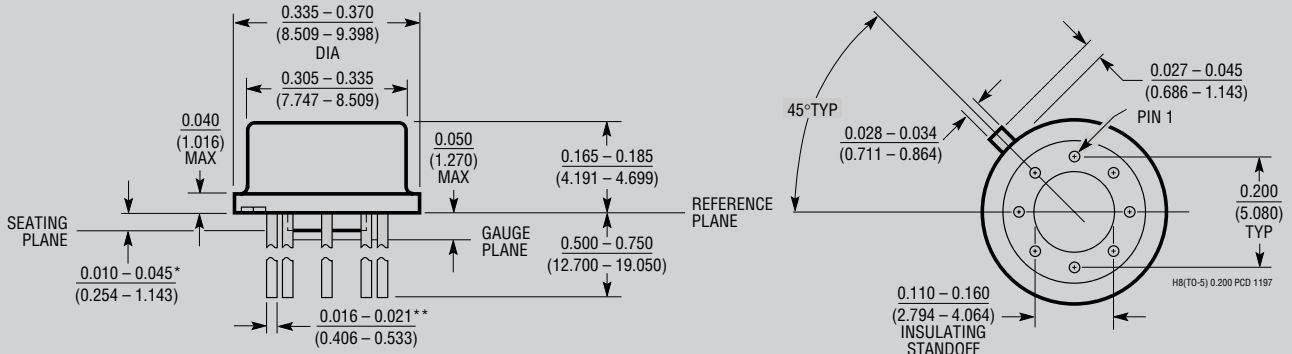 0.335 – 0.370
(8.509 – 9.398)
DIA
0.305 – 0.335
(7.747 – 8.509)
0.040
(1.016)
MAX
0.050
(1.270)
MAX
0.165 – 0.185
(4.191 – 4.699)
SEATING
PLANE
GAUGE
PLANE
REFERENCE
PLANE
0.500 – 0.750
(12.700 – 19.050)
0.010 – 0.045*
(0.254 – 1.143)
0.016 – 0.021**
(0.406 – 0.533)
45°TYP
0.027 – 0.045
(0.686 – 1.143)
PIN 1
0.028 – 0.034
(0.711 – 0.864)
0.200
(5.080)
TYP
H8(TO-5) 0.200 PCD 1197
0.110 – 0.160
(2.794 – 4.064)
INSULATING
STANDOFF